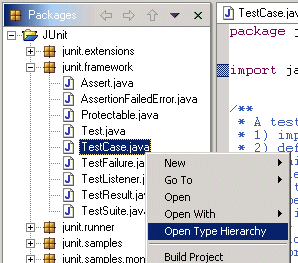 Packages
JUnit
junit.extensions
junit.framework
Assert.java
AssertionFailedError.java
Protectable.java
Test.java
TestCase.java
TestFailure.java
TestListener.java
TestResult.java
TestSuite.java
junit.runner
junit.samples
junit.samples.mon
New
Go To
Open
Open With
Open Type Hierarchy
Build Project
TestCase.jav
package j
import ja
/**
* A test
* 1) imp
* 2) def